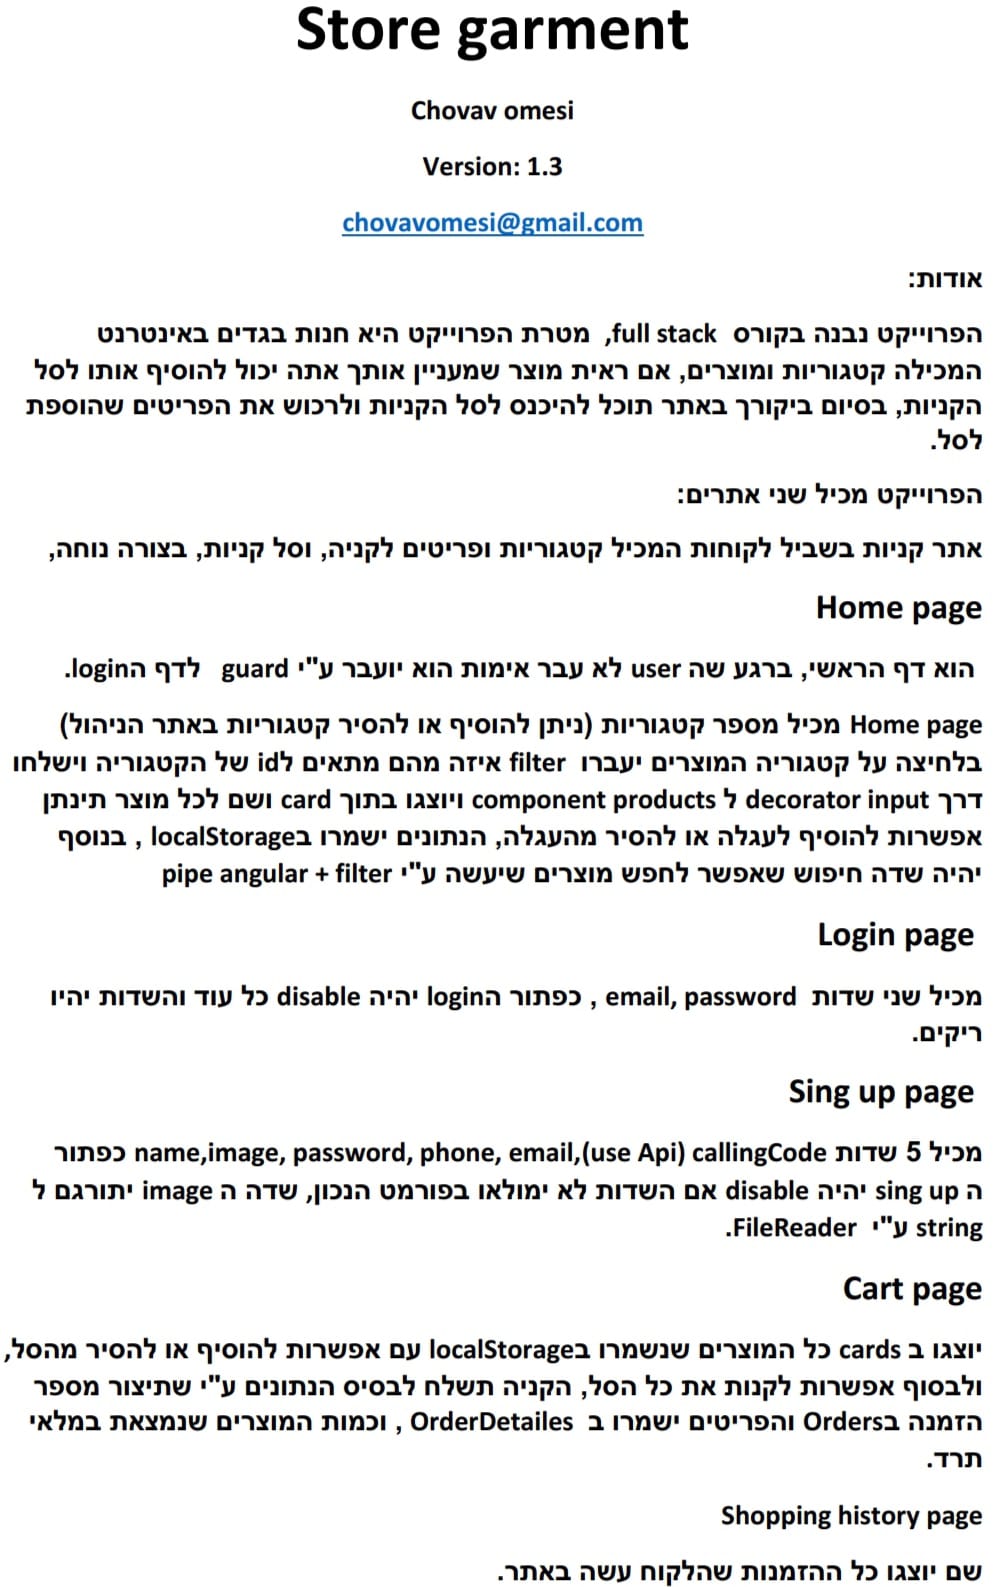 Store garment
Chovav omesi
Version: 1.3
chovavomesi@gmail.com
אודות:
הפרוייקט נבנה בקורס full stack, מטרת הפרוייקט היא חנות בגדים באינטרנט
המכילה קטגוריות ומוצרים, אם ראית מוצר שמעניין אותך אתה יכול להוסיף אותו לסל
הקניות, בסיום ביקורך באתר תוכל להיכנס לסל הקניות ולרכוש את הפריטים שהוספת
לסל.
הפרוייקט מכיל שני אתרים:
אתר קניות בשביל לקוחות המכיל קטגוריות ופריטים לקניה, וסל קניות, בצורה נוחה,
Home page
הוא דף הראשי, ברגע שה user לא עבר אימות הוא יועבר ע"י guard לדף הlogin.
Home page מכיל מספר קטגוריות (ניתן להוסיף או להסיר קטגוריות באתר הניהול)
בלחיצה על קטגוריה המוצרים יעברו filter איזה מהם מתאים לid של הקטגוריה וישלחו
דרך decorator input ל component products ויוצגו בתוך card ושם לכל מוצר תינתן
אפשרות להוסיף לעגלה או להסיר מהעגלה, הנתונים ישמרו בlocalStorage , בנוסף
יהיה שדה חיפוש שאפשר לחפש מוצרים שיעשה ע"י pipe angular + filter
Login page
מכיל שני שדות email, password , כפתור הlogin יהיה disable כל עוד והשדות יהיו
ריקים.
Sing up page
מכיל 5 שדות name,image, password, phone, email,(use Api) callingCode כפתור
ה sing up יהיה disable אם השדות לא ימולאו בפורמט הנכון, שדה ה image יתורגם ל
string ע"י FileReader.
Cart page
יוצגו ב cards כל המוצרים שנשמרו בlocalStorage עם אפשרות להוסיף או להסיר מהסל,
ולבסוף אפשרות לקנות את כל הסל, הקניה תשלח לבסיס הנתונים ע"י שתיצור מספר
הזמנה בOrders והפריטים ישמרו ב OrderDetailes , וכמות המוצרים שנמצאת במלאי
תרד.
Shopping history page
שם יוצגו כל ההזמנות שהלקוח עשה באתר.